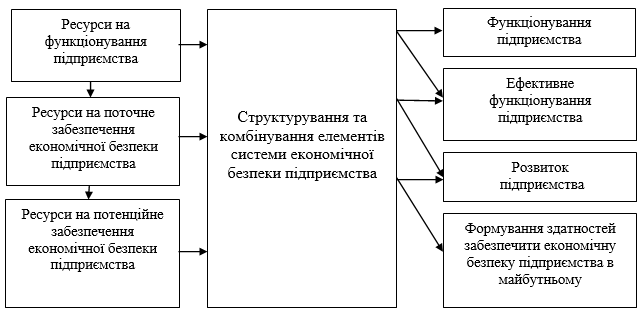 Ресурси на
функціонування
підприємства
Ресурси на поточне
забезпечення
економічної безпеки
підприємства
Ресурси на потенційне
забезпечення
економічної безпеки
підприємства
Структурування та
комбінування елементів
системи економічної
безпеки підприємства
Функціонування
підприємства
Ефективне
функціонування
підприємства
Розвиток
підприємства
Формування здатностей
забезпечити економічну
безпеку підприємства в
майбутньому